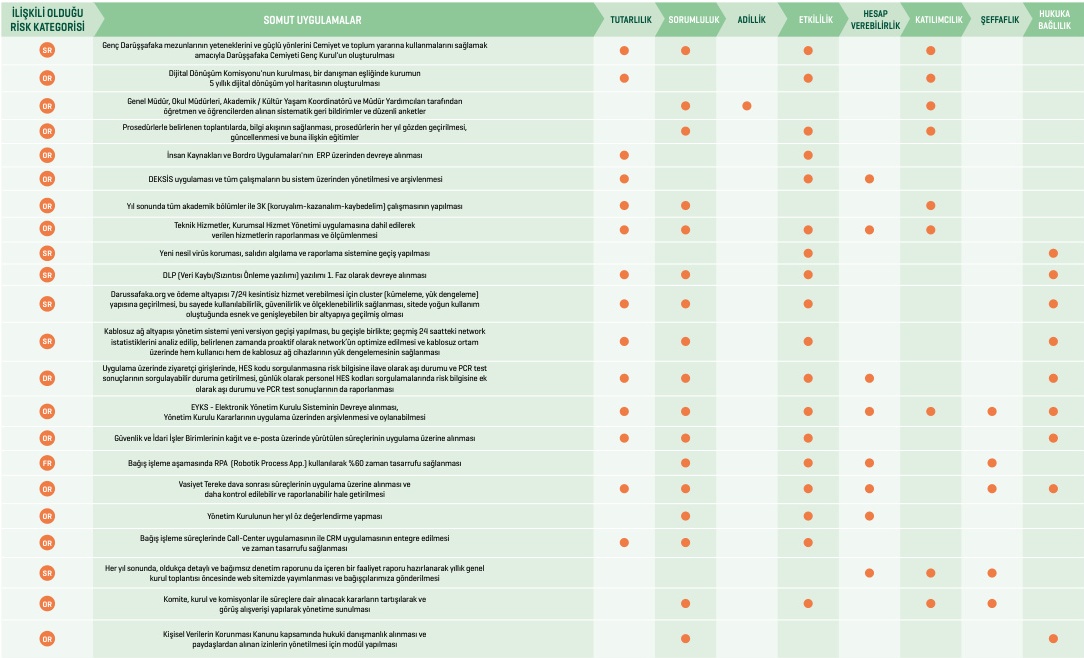 İLİŞKİLİ OLDUĞU
RİSK KATEGORİSİ
SOMUT UYGULAMALAR
TUTARLILIK
SORUMLULUK
ADİLLİK
ETKİLİLİK
HESAP
VEREBİLİRLİK
KATILIMCILIK
ŞEFFAFLIK
HUKUKA
BAĞLILIK
SR
Genç Darüşşafaka mezunlarının yeteneklerini ve güçlü yönlerini Cemiyet ve toplum yararına kullanmalarını sağlamak
amacıyla Darüşşafaka Cemiyeti Genç Kurul'un oluşturulması
OR
Dijital Dönüşüm Komisyonu'nun kurulması, bir danışman eşliğinde kurumun
5 yıllık dijital dönüşüm yol haritasının oluşturulması
OR
Genel Müdür, Okul Müdürleri, Akademik / Kültür Yaşam Koordinatörü ve Müdür Yardımcıları tarafından
öğretmen ve öğrencilerden alınan sistematik geri bildirimler ve düzenli anketler
OR
Prosedürlerle belirlenen toplantılarda, bilgi akışının sağlanması, prosedürlerin her yıl gözden geçirilmesi,
güncellenmesi ve buna ilişkin eğitimler
OR
İnsan Kaynakları ve Bordro Uygulamaları'nın ERP üzerinden devreye alınması
OR
DEKSİS uygulaması ve tüm çalışmaların bu sistem üzerinden yönetilmesi ve arşivlenmesi
OR
Yıl sonunda tüm akademik bölümler ile 3K (koruyalım-kazanalım-kaybedelim) çalışmasının yapılması
OR
Teknik Hizmetler, Kurumsal Hizmet Yönetimi uygulamasına dahil edilerek
verilen hizmetlerin raporlanması ve ölçümlenmesi
SR
Yeni nesil virüs koruması, salıdırı algılama ve raporlama sistemine geçiş yapılması
SR
DLP (Veri Kaybı/Sızıntısı Önleme yazılımı) yazılımı 1. Faz olarak devreye alınması
SR
Darussafaka.org ve ödeme altyapısı 7/24 kesintisiz hizmet verebilmesi için cluster (kümeleme, yük dengeleme)
yapısına geçirilmesi, bu sayede kullanılabilirlik, güvenilirlik ve ölçeklenebilirlik sağlanması, sitede yoğun kullanım
oluştuğunda esnek ve genişleyebilen bir altyapıya geçilmiş olması
SR
Kablosuz ağ altyapısı yönetim sistemi yeni versiyon geçişi yapılması, bu geçişle birlikte; geçmiş 24 saatteki network
istatistiklerini analiz edilip, belirlenen zamanda proaktif olarak network'ün optimize edilmesi ve kablosuz ortam
üzerinde hem kullanıcı hem de kablosuz ağ cihazlarının yük dengelemesinin sağlanması
OR
Uygulama üzerinde ziyaretçi girişlerinde, HES kodu sorgulanmasına risk bilgisine ilave olarak aşı durumu ve PCR test
sonuçlarının sorgulayabilir duruma getirilmesi, günlük olarak personel HES kodları sorgulamalarında risk bilgisine ek
olarak aşı durumu ve PCR test sonuçlarının da raporlanması
OR
EYKS - Elektronik Yönetim Kurulu Sisteminin Devreye alınması,
Yönetim Kurulu Kararlarının uygulama üzerinden arşivlenmesi ve oylanabilmesi
OR
Güvenlik ve İdari İşler Birimlerinin kağıt ve e-posta üzerinde yürütülen süreçlerinin uygulama üzerine alınması
FR
Bağış işleme aşamasında RPA (Robotik Process App.) kullanılarak %60 zaman tasarrufu sağlanması
OR
Vasiyet Tereke dava sonrası süreçlerinin uygulama üzerine alınması ve
daha kontrol edilebilir ve raporlanabilir hale getirilmesi
OR
Yönetim Kurulunun her yıl öz değerlendirme yapması
OR
Bağış işleme süreçlerinde Call-Center uygulamasının ile CRM uygulamasının entegre edilmesi
ve zaman tasarrufu sağlanması
SR
Her yıl sonunda, oldukça detaylı ve bağımsız denetim raporunu da içeren bir faaliyet raporu hazırlanarak yıllık genel
kurul toplantısı öncesinde web sitemizde yayımlanması ve bağışçılarımıza gönderilmesi
OR
Komite, kurul ve komisyonlar ile süreçlere dair alınacak kararların tartışılarak ve
görüş alışverişi yapılarak yönetime sunulması
OR
Kişisel Verilerin Korunması Kanunu kapsamında hukuki danışmanlık alınması ve
paydaşlardan alınan izinlerin yönetilmesi için modül yapılması